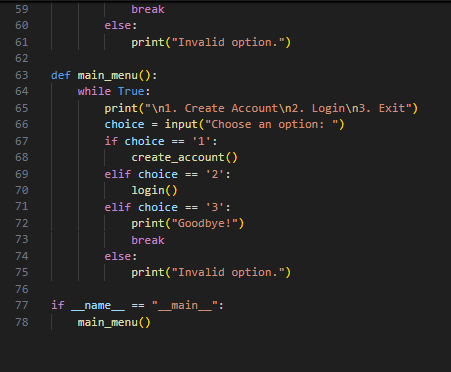 59                 break
60             else:
61                 print("Invalid option.")
62
63 def main_menu():
64     while True:
65         print("\n1. Create Account\n2. Login\n3. Exit")
66         choice = input("Choose an option: ")
67         if choice == '1':
68             create_account()
69         elif choice == '2':
70             login()
71         elif choice == '3':
72             print("Goodbye!")
73             break
74         else:
75             print("Invalid option.")
76
77 if __name__ == "__main__":
78     main_menu()